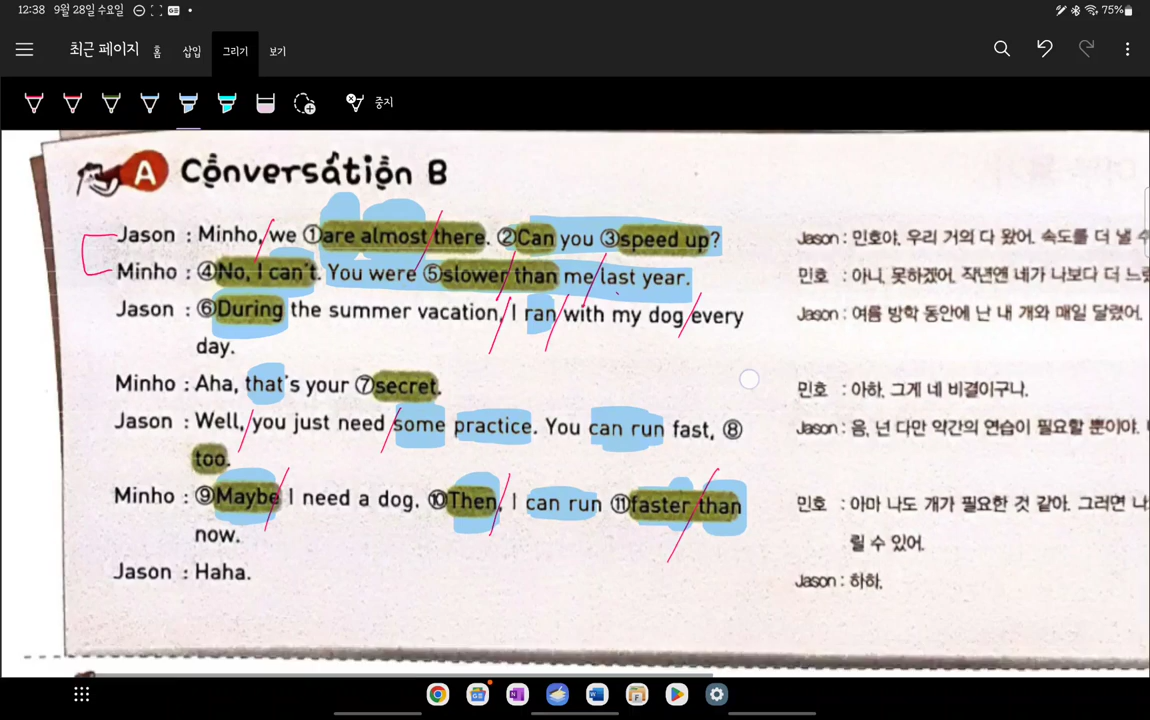 12:38 9월 28일 수요일 75%
최근 페이지 홈 삽입 그리기 보기
중지
A Conversation B
Jason : Minho, we ①are almost there. ②Can you ③speed up?
Minho : ④No, I can't. You were ⑤slower than me last year.
Jason : ⑥During the summer vacation, I ran with my dog every
day.
Minho : Aha, that's your ⑦secret.
Jason : Well, you just need some practice. You can run fast, ⑧
too.
Minho : ⑨Maybe I need a dog. ⑩Then, I can run ⑪faster than
now.
Jason : Haha.
Jason : 민호야, 우리 거의 다 왔어. 속도를 더 낼 수
민호 : 아니, 못하겠어. 작년엔 네가 나보다 더 느
Jason : 여름 방학 동안에 난 내 개와 매일 달렸어.
민호 : 아하, 그게 네 비결이구나.
Jason : 음, 넌 다만 약간의 연습이 필요할 뿐이야.
민호 : 아마 나도 개가 필요한 것 같아. 그러면
릴 수 있어.
Jason : 하하.